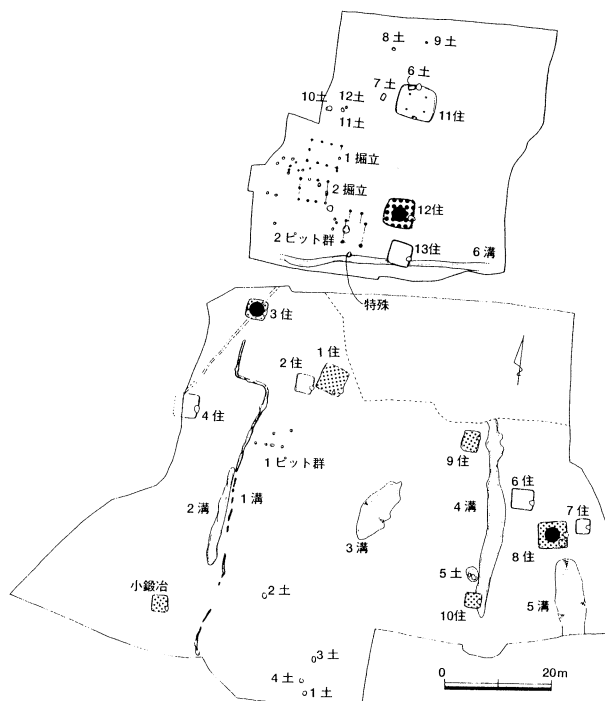 8土
9土
6土
7土
11住
10土
12土
11土
1掘立
2掘立
12住
2ピット群
13住
6溝
特殊
3住
1住
2住
4住
9住
1ピット群
6住
7住
2溝
1溝
4溝
3溝
8住
5土
小鍛冶
2土
10住
5溝
3土
4土
1土
0
20m